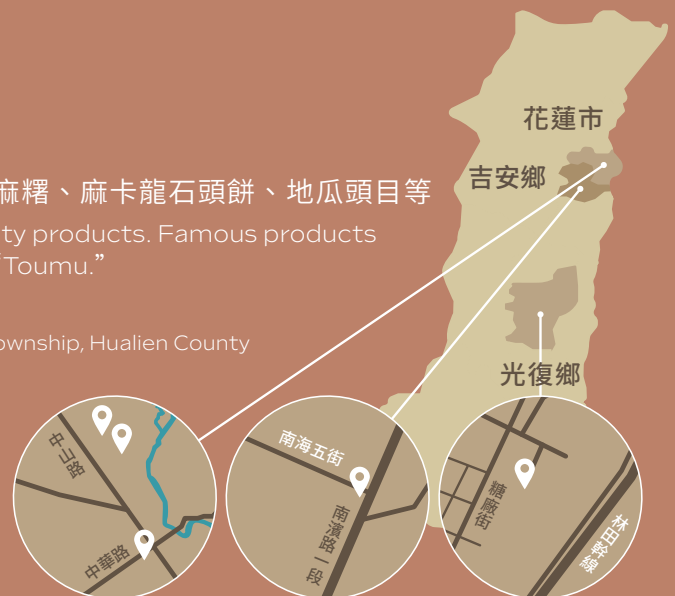 花蓮市
吉安鄉
麻糬、麻卡龍石頭餅、地瓜頭目等
ty products. Famous products
“Toumu.”
ownship, Hualien County
光復鄉
中山路
中華路
南海五街
南濱路一段
糖廠街
林田幹線